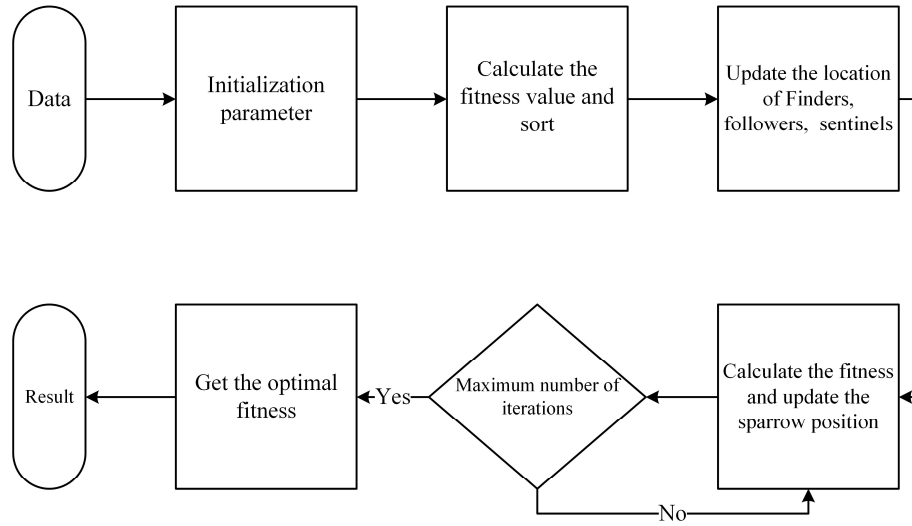 Data
Initialization
parameter
Calculate the
fitness value and
sort
Update the location
of Finders,
followers, sentinels
Result
Get the optimal
fitness
Yes
Maximum number of
iterations
Calculate the fitness
and update the
sparrow position
No